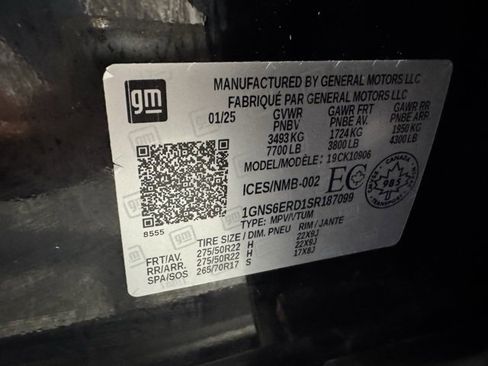 gm
MANUFACTURED BY GENERAL MOTORS LLC
FABRIQUÉ PAR GENERAL MOTORS LLC
01/25 GVWR GAWR FRT GAWR RR
PNBV PNBE AV. PNBE ARR.
3493 KG 1724 KG 1950 KG
7700 LB 3800 LB 4300 LB
MODEL/MODÈLE: 19CK10906
ICES/NMB-002 EC
CANADA
985
1GNS6ERD1SR187099
8555 TYPE: MPV/VTUM
TIRE SIZE / DIM. PNEU RIM / JANTE
FRT/AV. 275/50R22 H 22X9J
RR/ARR. 275/50R22 H 22X9J
SPA/SOS 265/70R17 S 17X8J